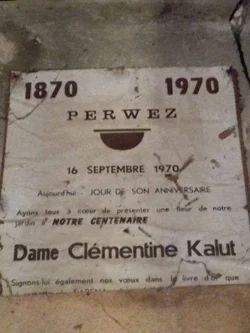 1870 1970
PERWEZ
16 SEPTEMBRE 1970
Aujourd'hui JOUR DE SON ANNIVERSAIRE
Ayons tous à cœur de présenter une fleur de notre
jardin à NOTRE CENTENAIRE
Dame Clémentine Kalut
Signons-lui également nos vœux dans le livre d'or que